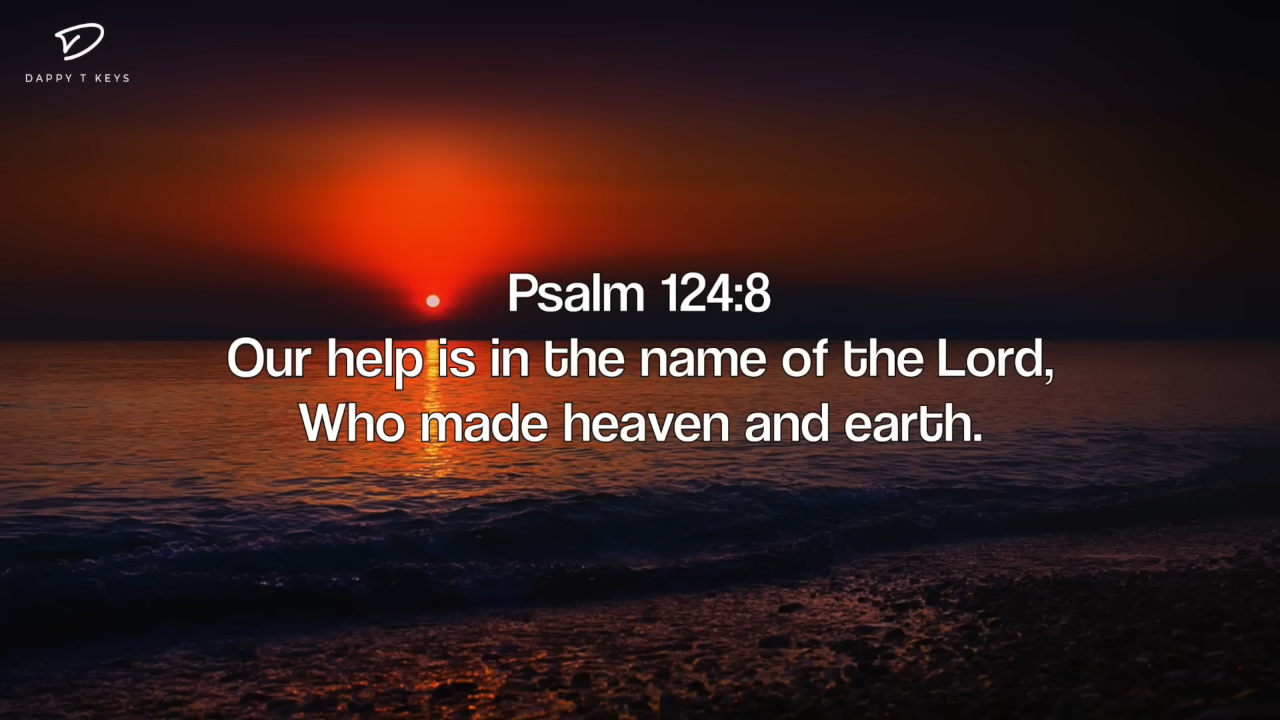 DAPPY T KEYS
Psalm 124:8
Our help is in the name of the Lord,
Who made heaven and earth.